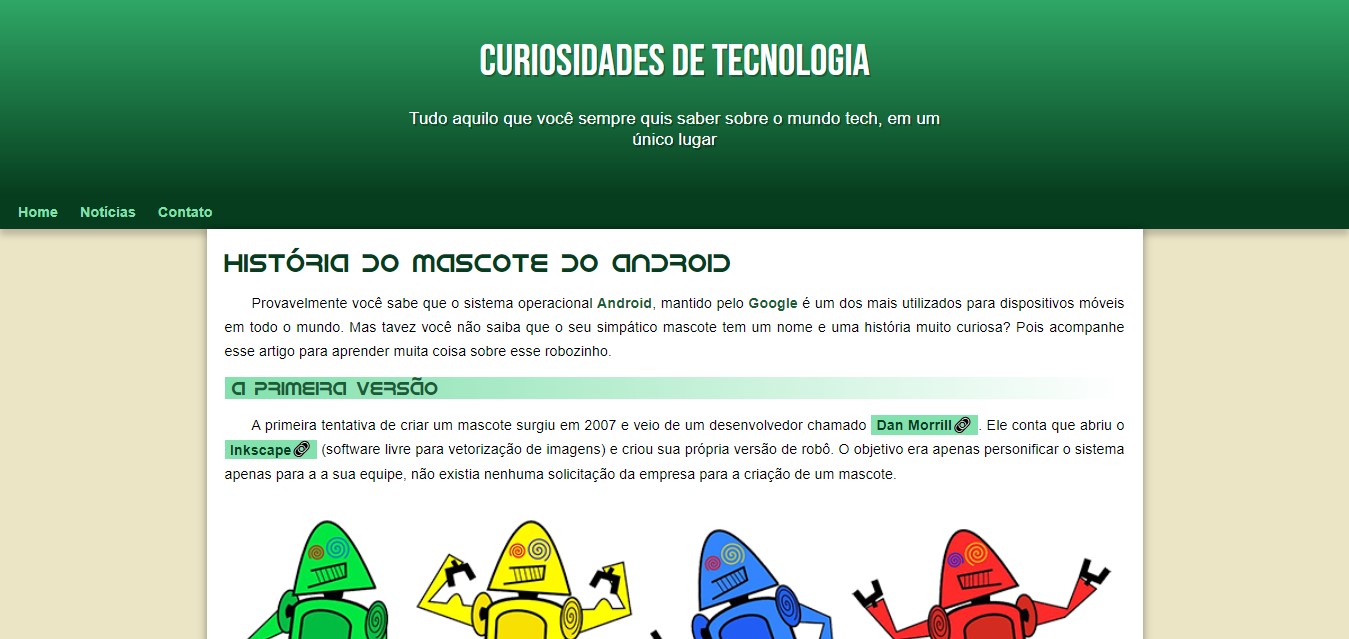 CURIOSIDADES DE TECNOLOGIA
Tudo aquilo que você sempre quis saber sobre o mundo tech, em um
único lugar
Home Notícias Contato
HISTÓRIA DO MASCOTE DO ANDROID
Provavelmente você sabe que o sistema operacional Android, mantido pelo Google é um dos mais utilizados para dispositivos móveis
em todo o mundo. Mas tavez você não saiba que o seu simpático mascote tem um nome e uma história muito curiosa? Pois acompanhe
esse artigo para aprender muita coisa sobre esse robozinho.
A PRIMEIRA VERSÃO
A primeira tentativa de criar um mascote surgiu em 2007 e veio de um desenvolvedor chamado Dan Morrill. Ele conta que abriu o
Inkscape (software livre para vetorização de imagens) e criou sua própria versão de robô. O objetivo era apenas personificar o sistema
apenas para a a sua equipe, não existia nenhuma solicitação da empresa para a criação de um mascote.